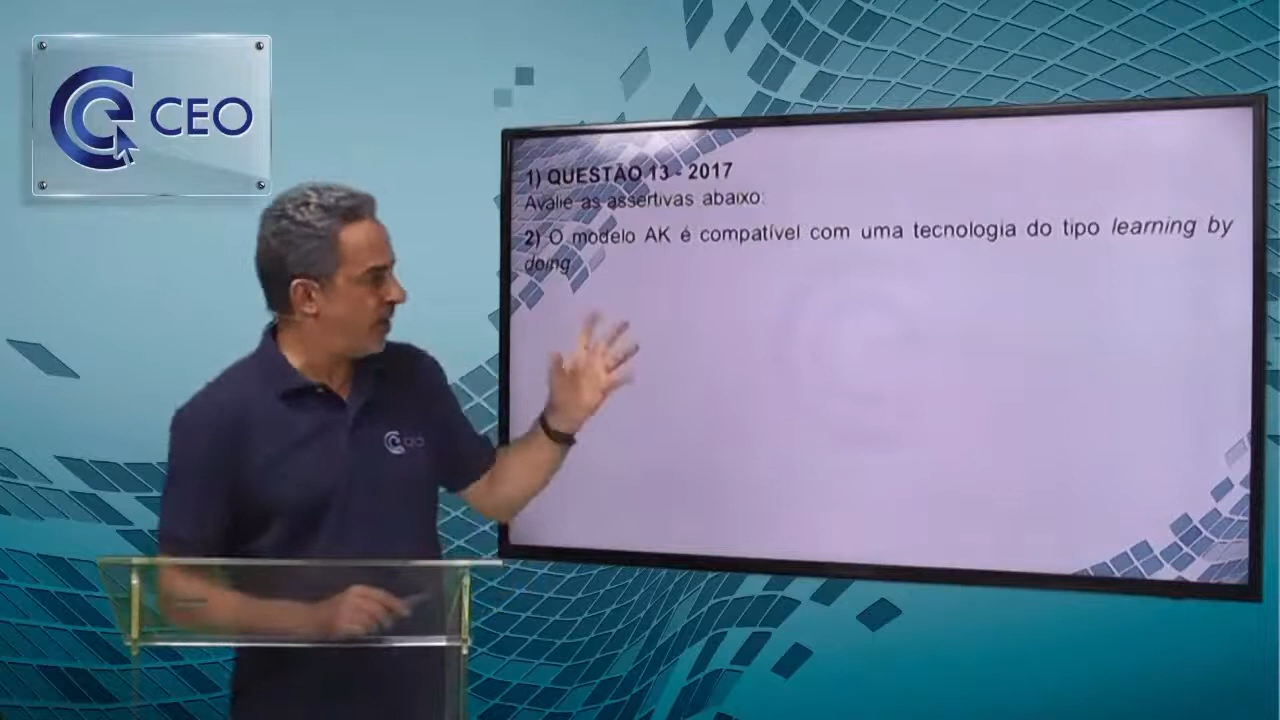 CEO
1) QUESTÃO 13 - 2017
Avalie as assertivas abaixo:
2) O modelo AK é compatível com uma tecnologia do tipo learning by
doing